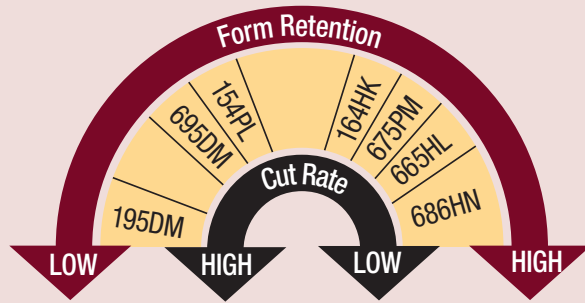 Form Retention
195DM
695DM
154PL
164HK
675PM
665HL
686HN
Cut Rate
LOW
HIGH
LOW
HIGH